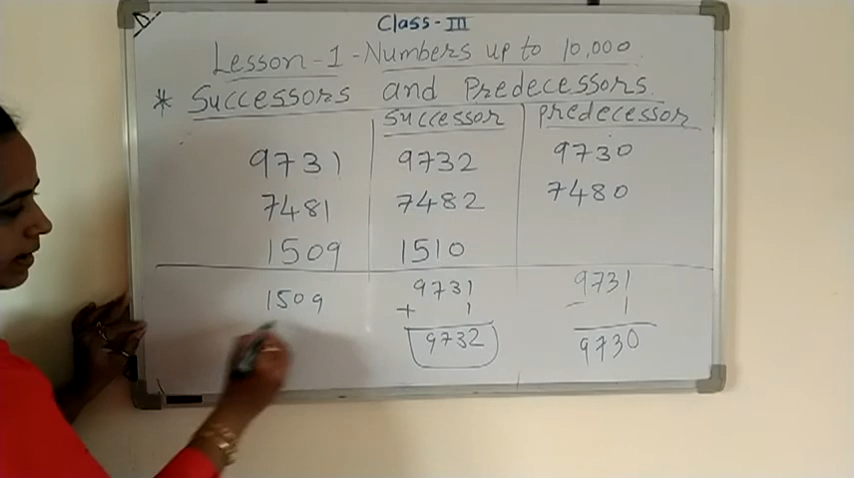 Class - III
Lesson - 1 - Numbers up to 10,000.
* Successors and Predecessors.
successor predecessor
9731 9732 9730
7481 7482 7480
1509 1510
1509 9731 9731
+ 1 - 1
9732 9730